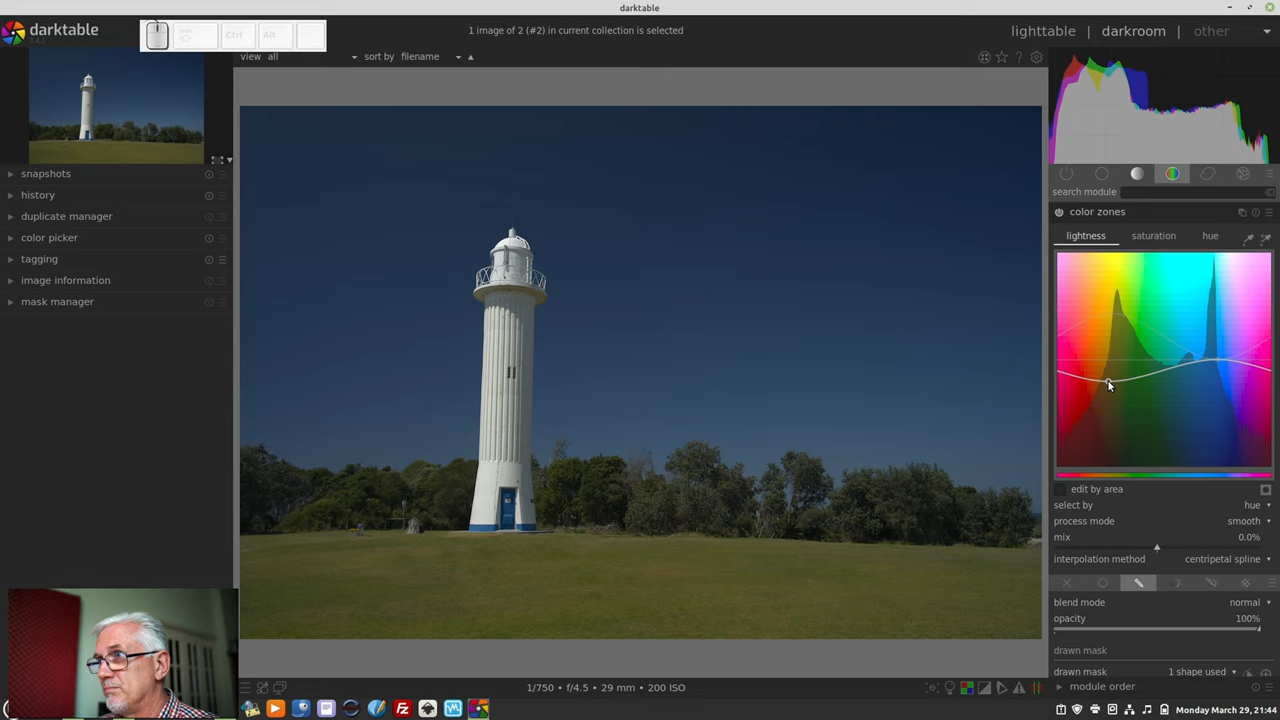 darktable
darktable
Ctrl
Alt
1 image of 2 (#2) in current collection is selected
lighttable | darkroom | other
view all
sort by filename
snapshots
history
duplicate manager
color picker
tagging
image information
mask manager
search module
color zones
lightness saturation hue
edit by area
select by hue
process mode smooth
mix 0.0%
interpolation method centripetal spline
blend mode normal
opacity 100%
drawn mask
drawn mask 1 shape used
module order
1/750 • f/4.5 • 29 mm • 200 ISO
Monday March 29, 21:44